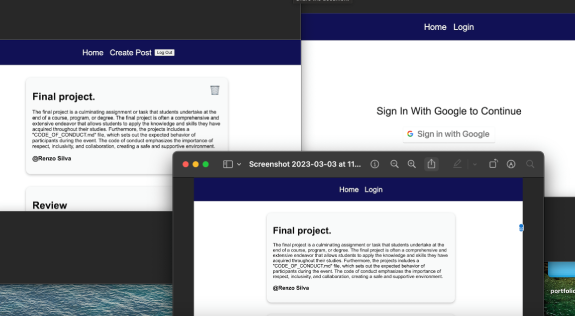 Home Create Post Log Out
Final project.
The final project is a culminating assignment or task that students undertake at the
end of a course, program, or degree. The final project is often a comprehensive and
extensive endeavor that allows students to apply the knowledge and skills they have
acquired throughout their studies. Furthermore, the projects includes a
"CODE_OF_CONDUCT.md" file, which sets out the expected behavior of
participants during the event. The code of conduct emphasizes the importance of
respect, inclusivity, and collaboration, creating a safe and supportive environment.
@Renzo Silva
Review
Home Login
Sign In With Google to Continue
G Sign in with Google
Screenshot 2023-03-03 at 11...
Home Login
Final project.
The final project is a culminating assignment or task that students undertake at the
end of a course, program, or degree. The final project is often a comprehensive and
extensive endeavor that allows students to apply the knowledge and skills they have
acquired throughout their studies. Furthermore, the projects includes a
"CODE_OF_CONDUCT.md" file, which sets out the expected behavior of
participants during the event. The code of conduct emphasizes the importance of
respect, inclusivity, and collaboration, creating a safe and supportive environment.
@Renzo Silva
portfolio